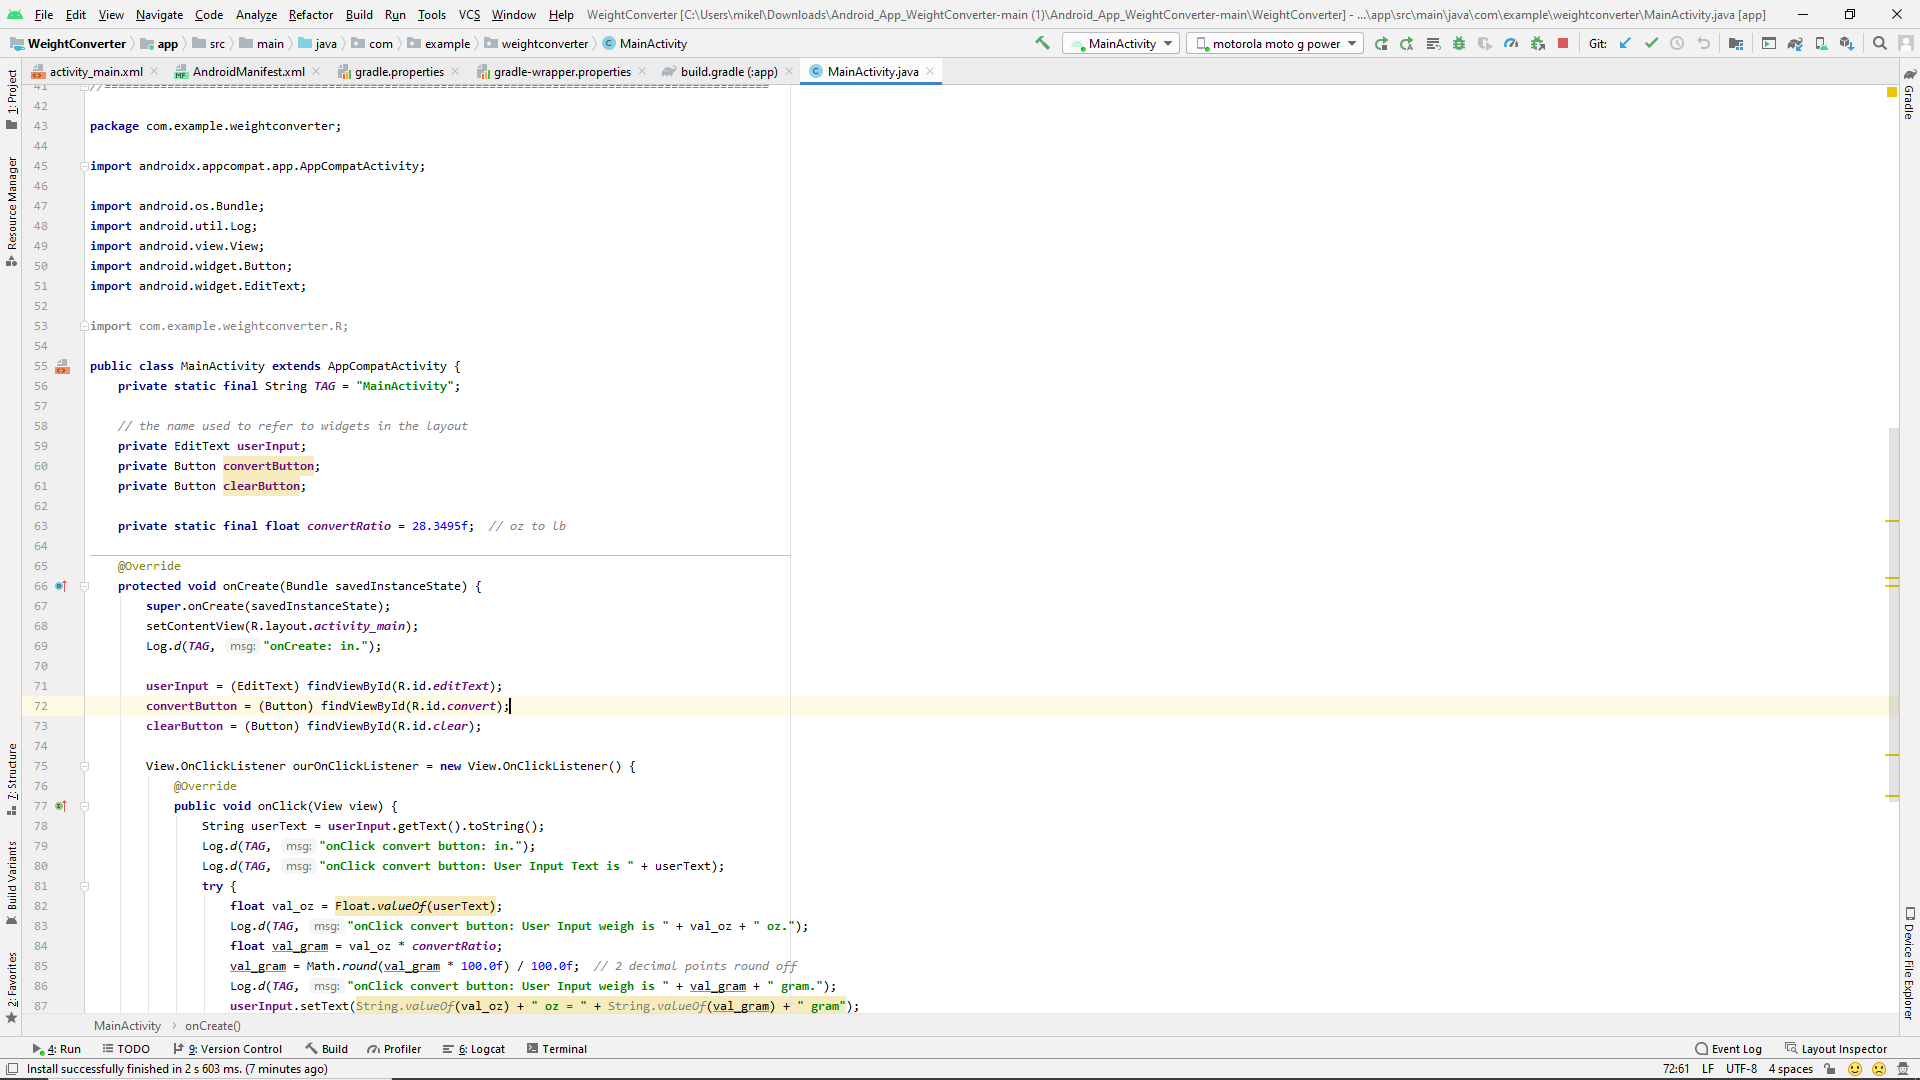 File Edit View Navigate Code Analyze Refactor Build Run Tools VCS Window Help WeightConverter [C:\Users\mikel\Downloads\Android_App_WeightConverter-main (1)\Android_App_WeightConverter-main\WeightConverter] - ...\app\src\main\java\com\example\weightconverter\MainActivity.java [app]
WeightConverter app src main java com example weightconverter MainActivity MainActivity motorola moto g power Git:
activity_main.xml AndroidManifest.xml gradle.properties gradle-wrapper.properties build.gradle (:app) MainActivity.java
1: Project
Resource Manager
7: Structure
Build Variants
2: Favorites
41 //===============================================================================================
42
43 package com.example.weightconverter;
44
45 import androidx.appcompat.app.AppCompatActivity;
46
47 import android.os.Bundle;
48 import android.util.Log;
49 import android.view.View;
50 import android.widget.Button;
51 import android.widget.EditText;
52
53 import com.example.weightconverter.R;
54
55 public class MainActivity extends AppCompatActivity {
56 private static final String TAG = "MainActivity";
57
58 // the name used to refer to widgets in the layout
59 private EditText userInput;
60 private Button convertButton;
61 private Button clearButton;
62
63 private static final float convertRatio = 28.3495f; // oz to lb
64
65 @Override
66 protected void onCreate(Bundle savedInstanceState) {
67 super.onCreate(savedInstanceState);
68 setContentView(R.layout.activity_main);
69 Log.d(TAG, msg: "onCreate: in.");
70
71 userInput = (EditText) findViewById(R.id.editText);
72 convertButton = (Button) findViewById(R.id.convert);
73 clearButton = (Button) findViewById(R.id.clear);
74
75 View.OnClickListener ourOnClickListener = new View.OnClickListener() {
76 @Override
77 public void onClick(View view) {
78 String userText = userInput.getText().toString();
79 Log.d(TAG, msg: "onClick convert button: in.");
80 Log.d(TAG, msg: "onClick convert button: User Input Text is " + userText);
81 try {
82 float val_oz = Float.valueOf(userText);
83 Log.d(TAG, msg: "onClick convert button: User Input weigh is " + val_oz + " oz.");
84 float val_gram = val_oz * convertRatio;
85 val_gram = Math.round(val_gram * 100.0f) / 100.0f; // 2 decimal points round off
86 Log.d(TAG, msg: "onClick convert button: User Input weigh is " + val_gram + " gram.");
87 userInput.setText(String.valueOf(val_oz) + " oz = " + String.valueOf(val_gram) + " gram");
Gradle
Device File Explorer
MainActivity > onCreate()
4: Run TODO 9: Version Control Build Profiler 6: Logcat Terminal Event Log Layout Inspector
Install successfully finished in 2 s 603 ms. (7 minutes ago) 72:61 LF UTF-8 4 spaces